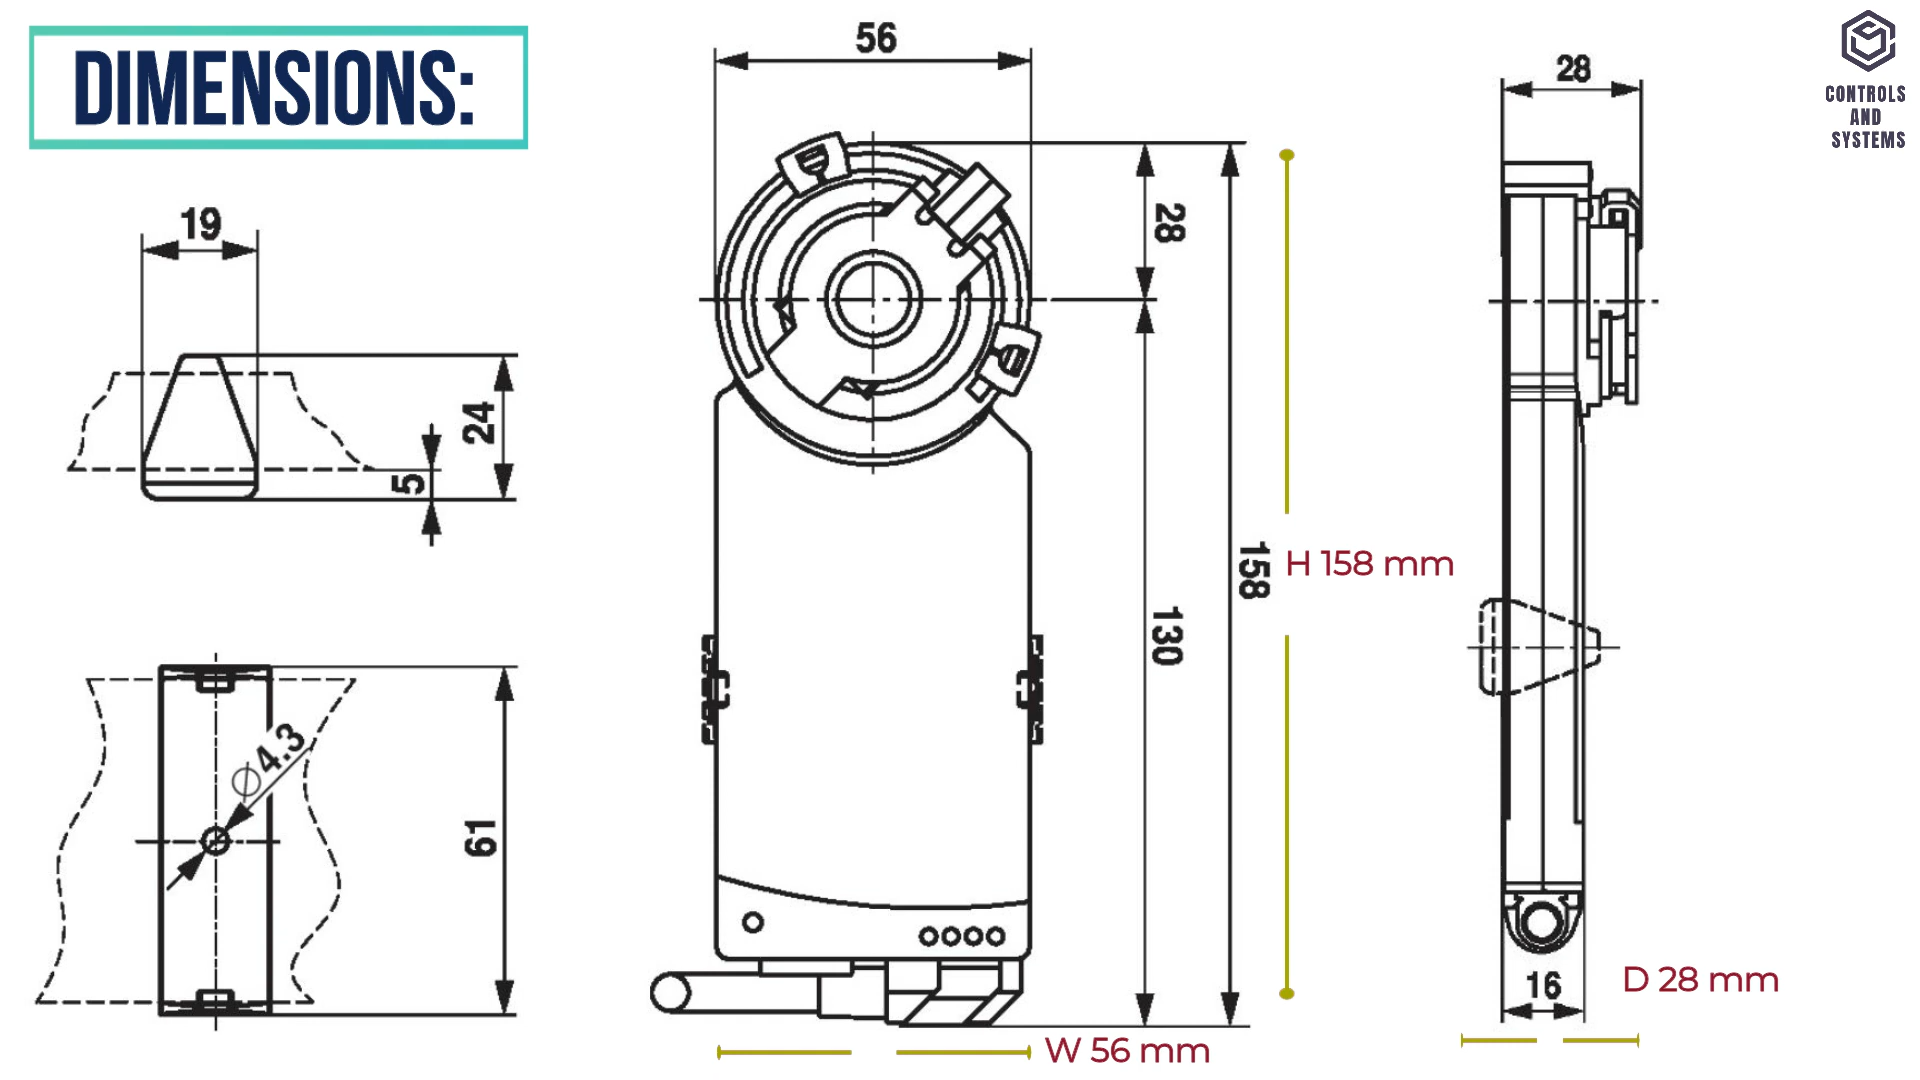 DIMENSIONS:
56
28
CONTROLS
AND
SYSTEMS
19
28
24
5
158
H 158 mm
130
⌀4.3
61
16
D 28 mm
W 56 mm